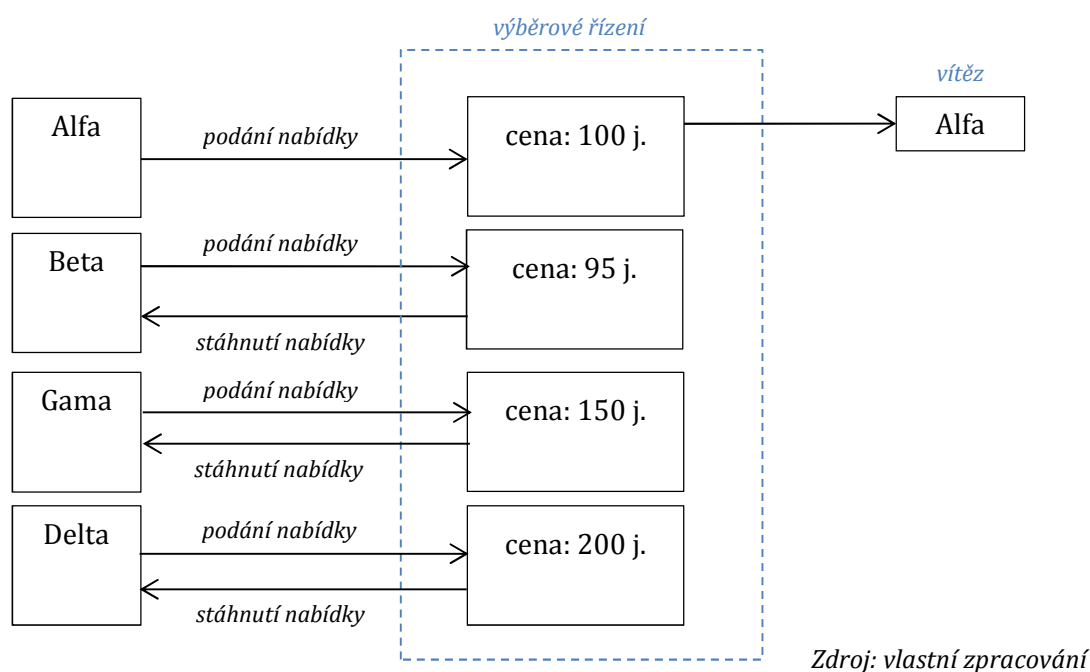 výběrové řízení
vítěz
Alfa
podání nabídky
cena: 100 j.
Alfa
Beta
podání nabídky
cena: 95 j.
stáhnutí nabídky
Gama
podání nabídky
cena: 150 j.
stáhnutí nabídky
Delta
podání nabídky
cena: 200 j.
stáhnutí nabídky
Zdroj: vlastní zpracování